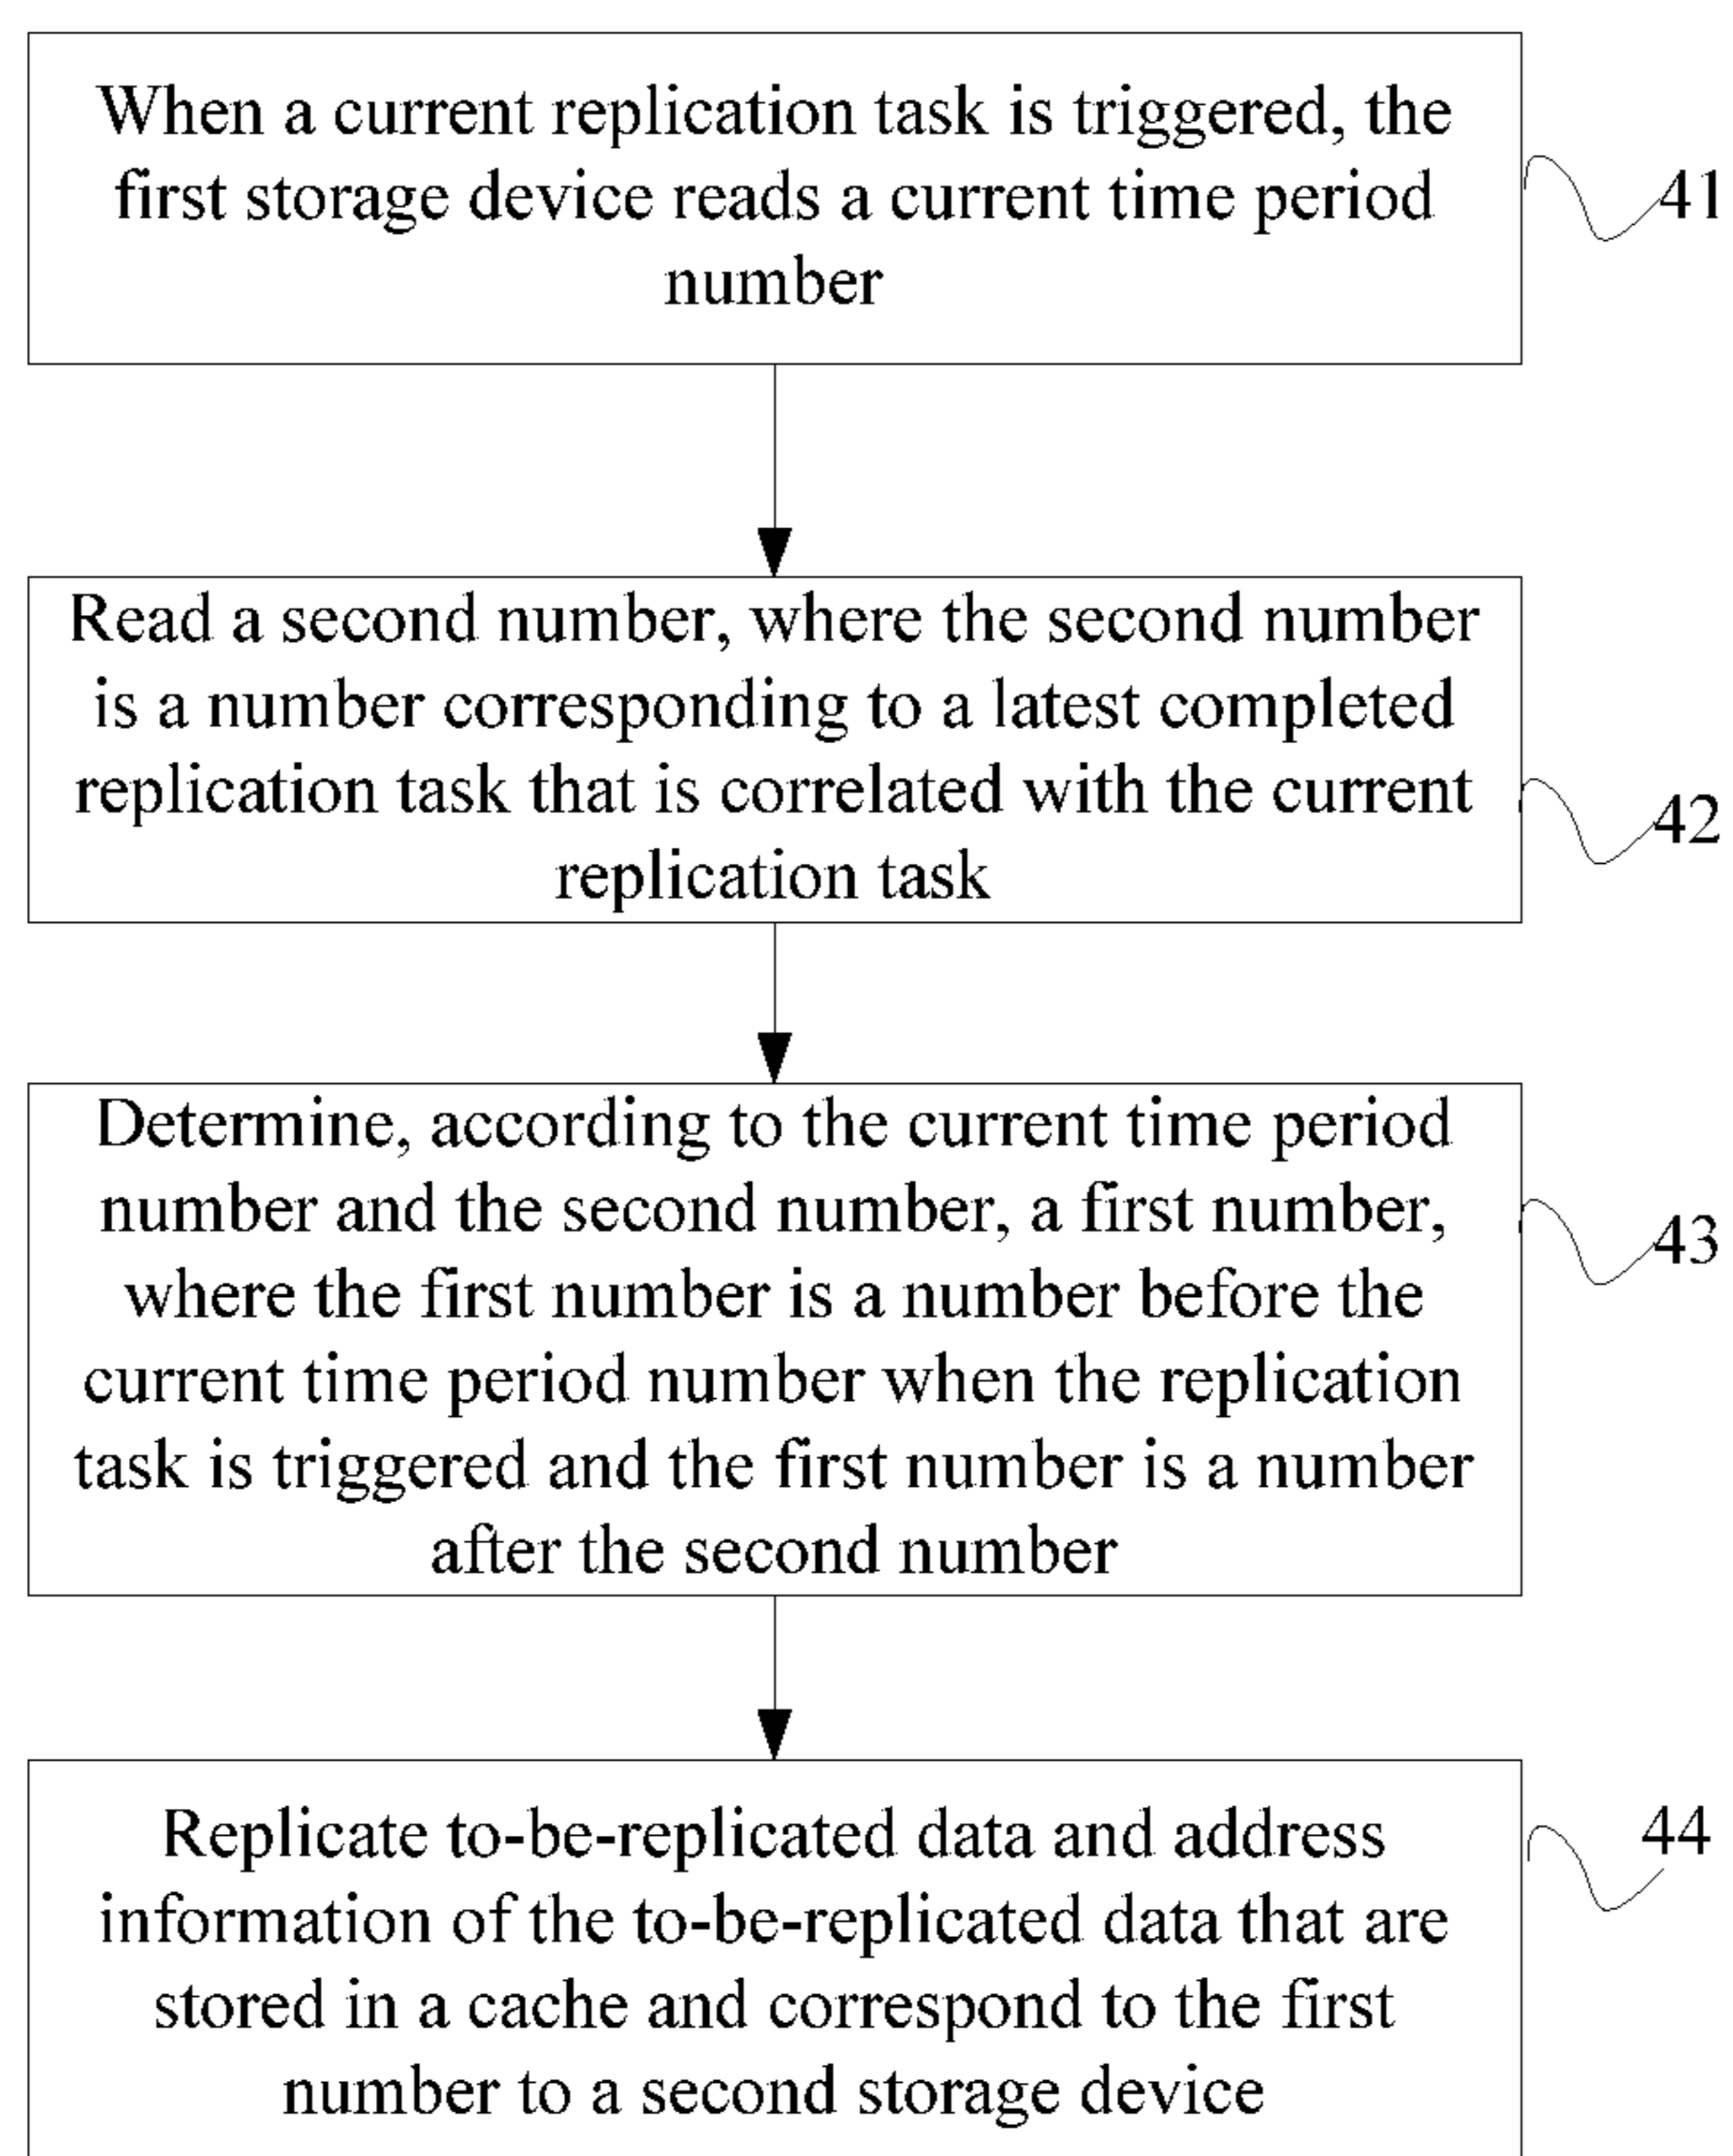 When a current replication task is triggered, the
first storage device reads a current time period
number
41
Read a second number, where the second number
is a number corresponding to a latest completed
replication task that is correlated with the current
replication task
42
Determine, according to the current time period
number and the second number, a first number,
where the first number is a number before the
current time period number when the replication
task is triggered and the first number is a number
after the second number
43
Replicate to-be-replicated data and address
information of the to-be-replicated data that are
stored in a cache and correspond to the first
number to a second storage device
44